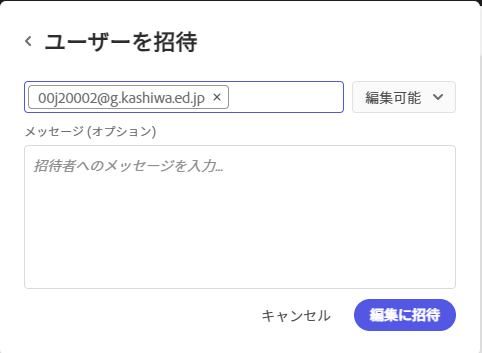 ユーザーを招待
00j20002@g.kashiwa.ed.jp ×
編集可能
メッセージ (オプション)
招待者へのメッセージを入力...
キャンセル
編集に招待